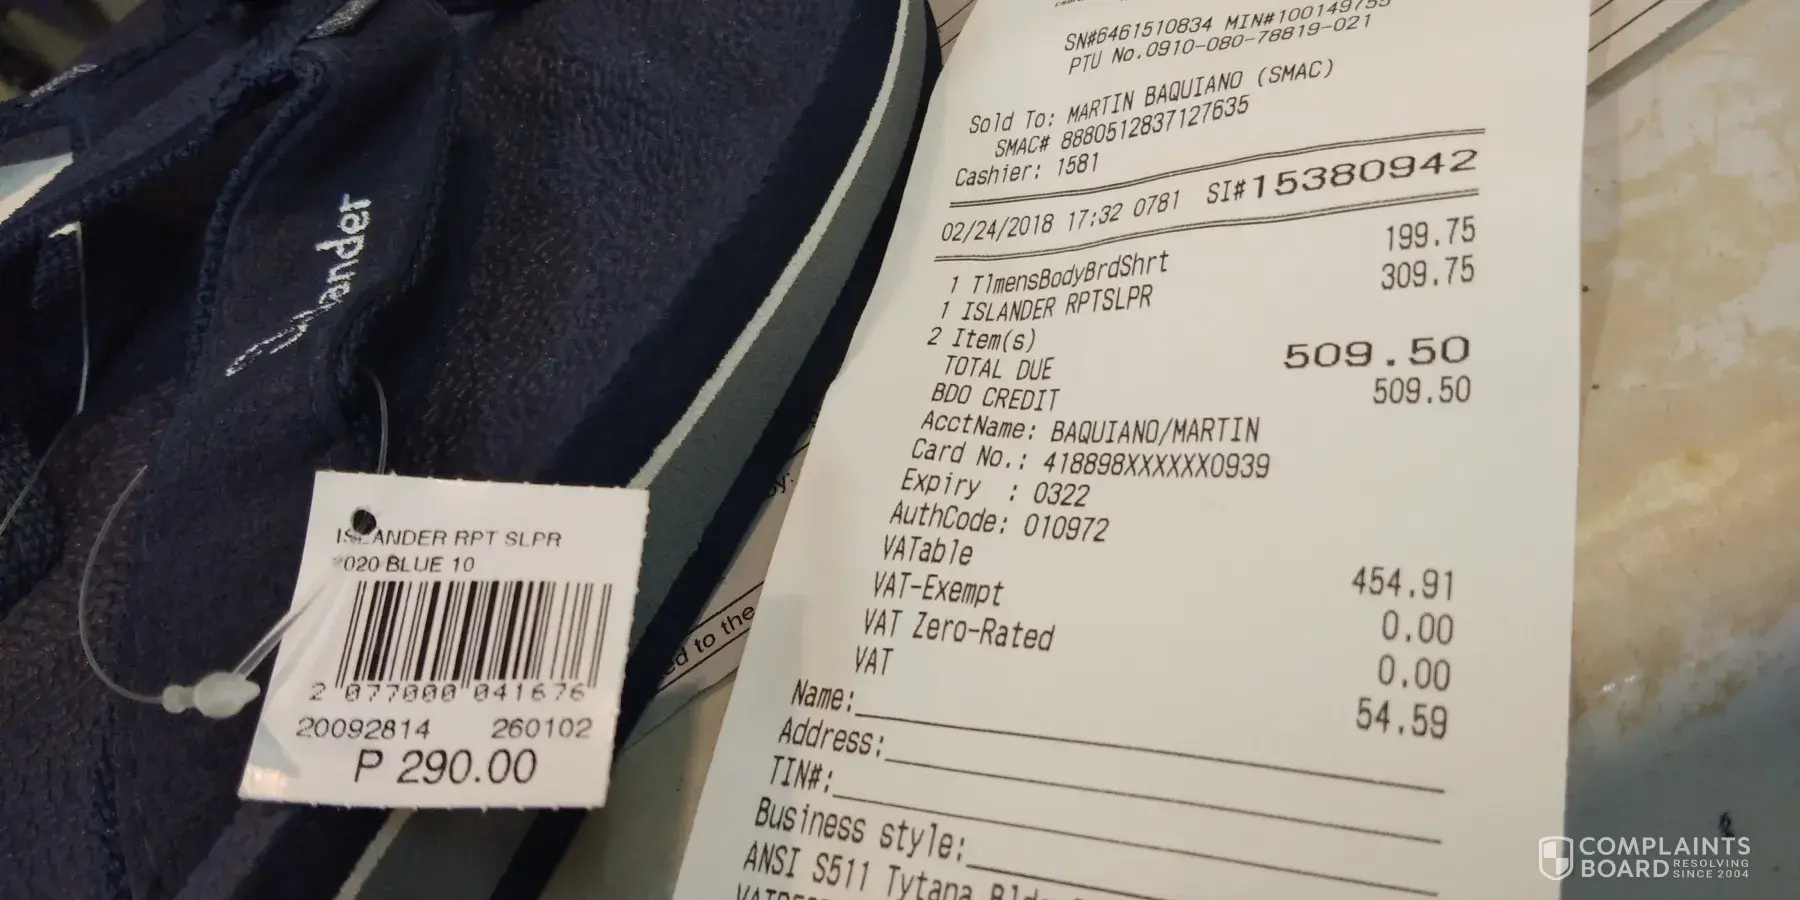 SN#6461510834 MIN#100149755
PTU No.0910-080-78819-021
Sold To: MARTIN BAQUIANO (SMAC)
SMAC# 8880512837127635
Cashier: 1581
02/24/2018 17:32 0781 SI#15380942
1 TlmensBodyBrdShrt 199.75
1 ISLANDER RPTSLPR 309.75
2 Item(s)
TOTAL DUE 509.50
BDO CREDIT 509.50
AcctName: BAQUIANO/MARTIN
Card No.: 418898XXXXXX0939
Expiry : 0322
AuthCode: 010972
VATable 454.91
VAT-Exempt 0.00
VAT Zero-Rated 0.00
VAT 54.59
Name:
Address:
TIN#:
Business style:
ANSI S511 Tytana
Islander
ISLANDER RPT SLPR
BLUE 10
2 077000 041676
20092814 260102
P 290.00
to the
COMPLAINTS
BOARD RESOLVING
SINCE 2004